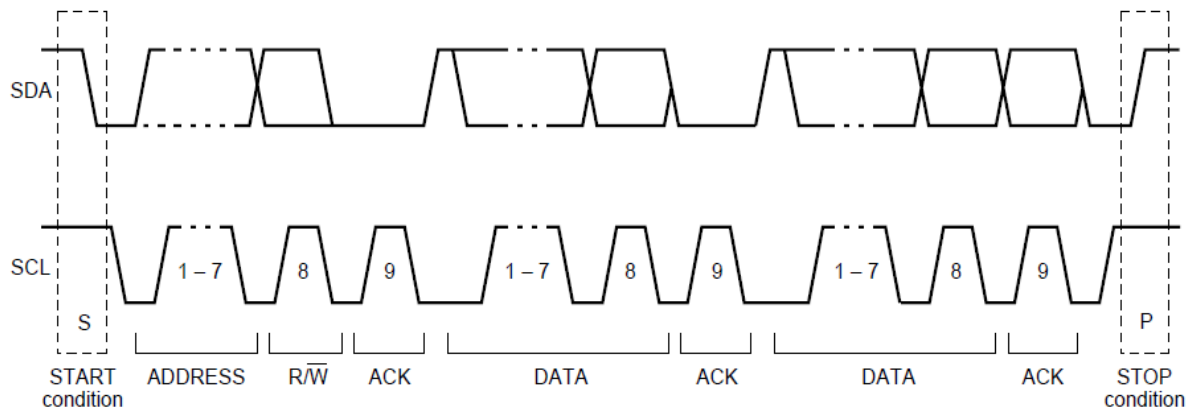 SDA
SCL
1 – 7 8 9 1 – 7 8 9 1 – 7 8 9
S P
START ADDRESS R/W̅ ACK DATA ACK DATA ACK STOP
condition condition